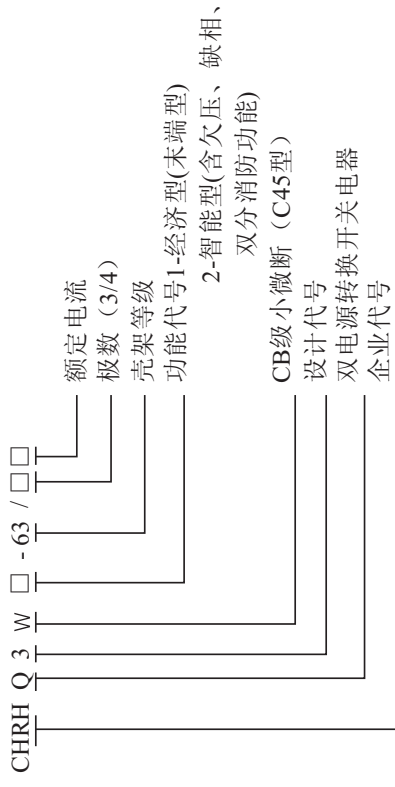 CHRH Q 3 W □ - 63 / □ □
额定电流
极数（3/4）
壳架等级
功能代号1-经济型(末端型)
2-智能型(含欠压、缺相、
双分消防功能)
CB级小微断（C45型）
设计代号
双电源转换开关电器
企业代号